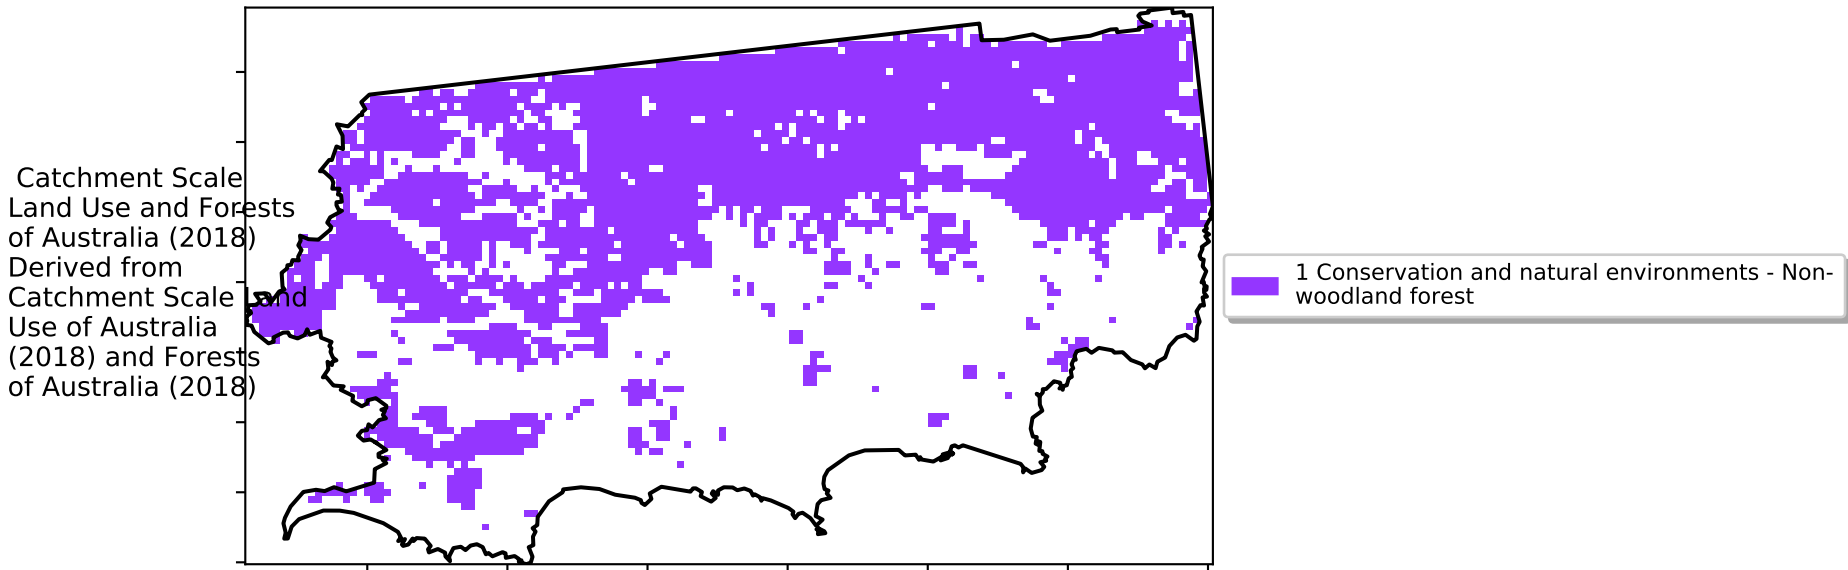 Catchment Scale
Land Use and Forests
of Australia (2018)
Derived from
Catchment Scale Land
Use of Australia
(2018) and Forests
of Australia (2018)
1 Conservation and natural environments - Non-
woodland forest